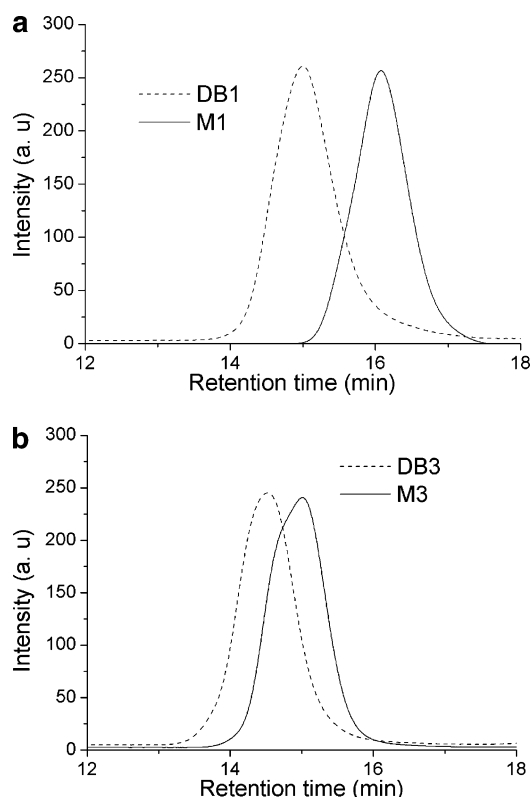 a
300
250
200
150
100
50
0
Intensity (a. u)
DB1
M1
12 14 16 18
Retention time (min)
b
300
250
200
150
100
50
0
Intensity (a. u)
DB3
M3
12 14 16 18
Retention time (min)